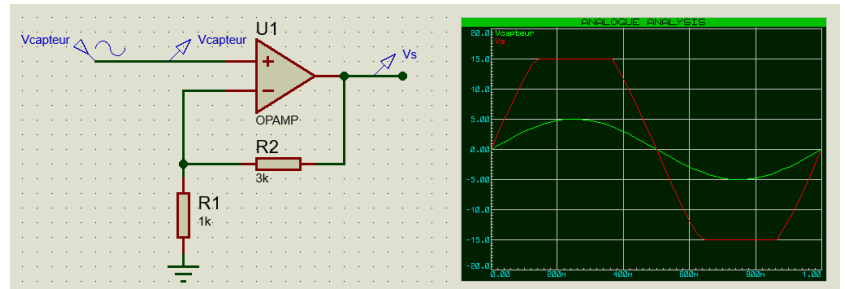 Vcapteur
Vcapteur
U1
Vs
OPAMP
R2
3k
R1
1k
ANALOGUE ANALYSIS
Vcapteur
Vs
20.0
15.0
10.0
5.00
0.00
-5.00
-10.0
-15.0
-20.0
0.00 200m 400m 600m 800m 1.00